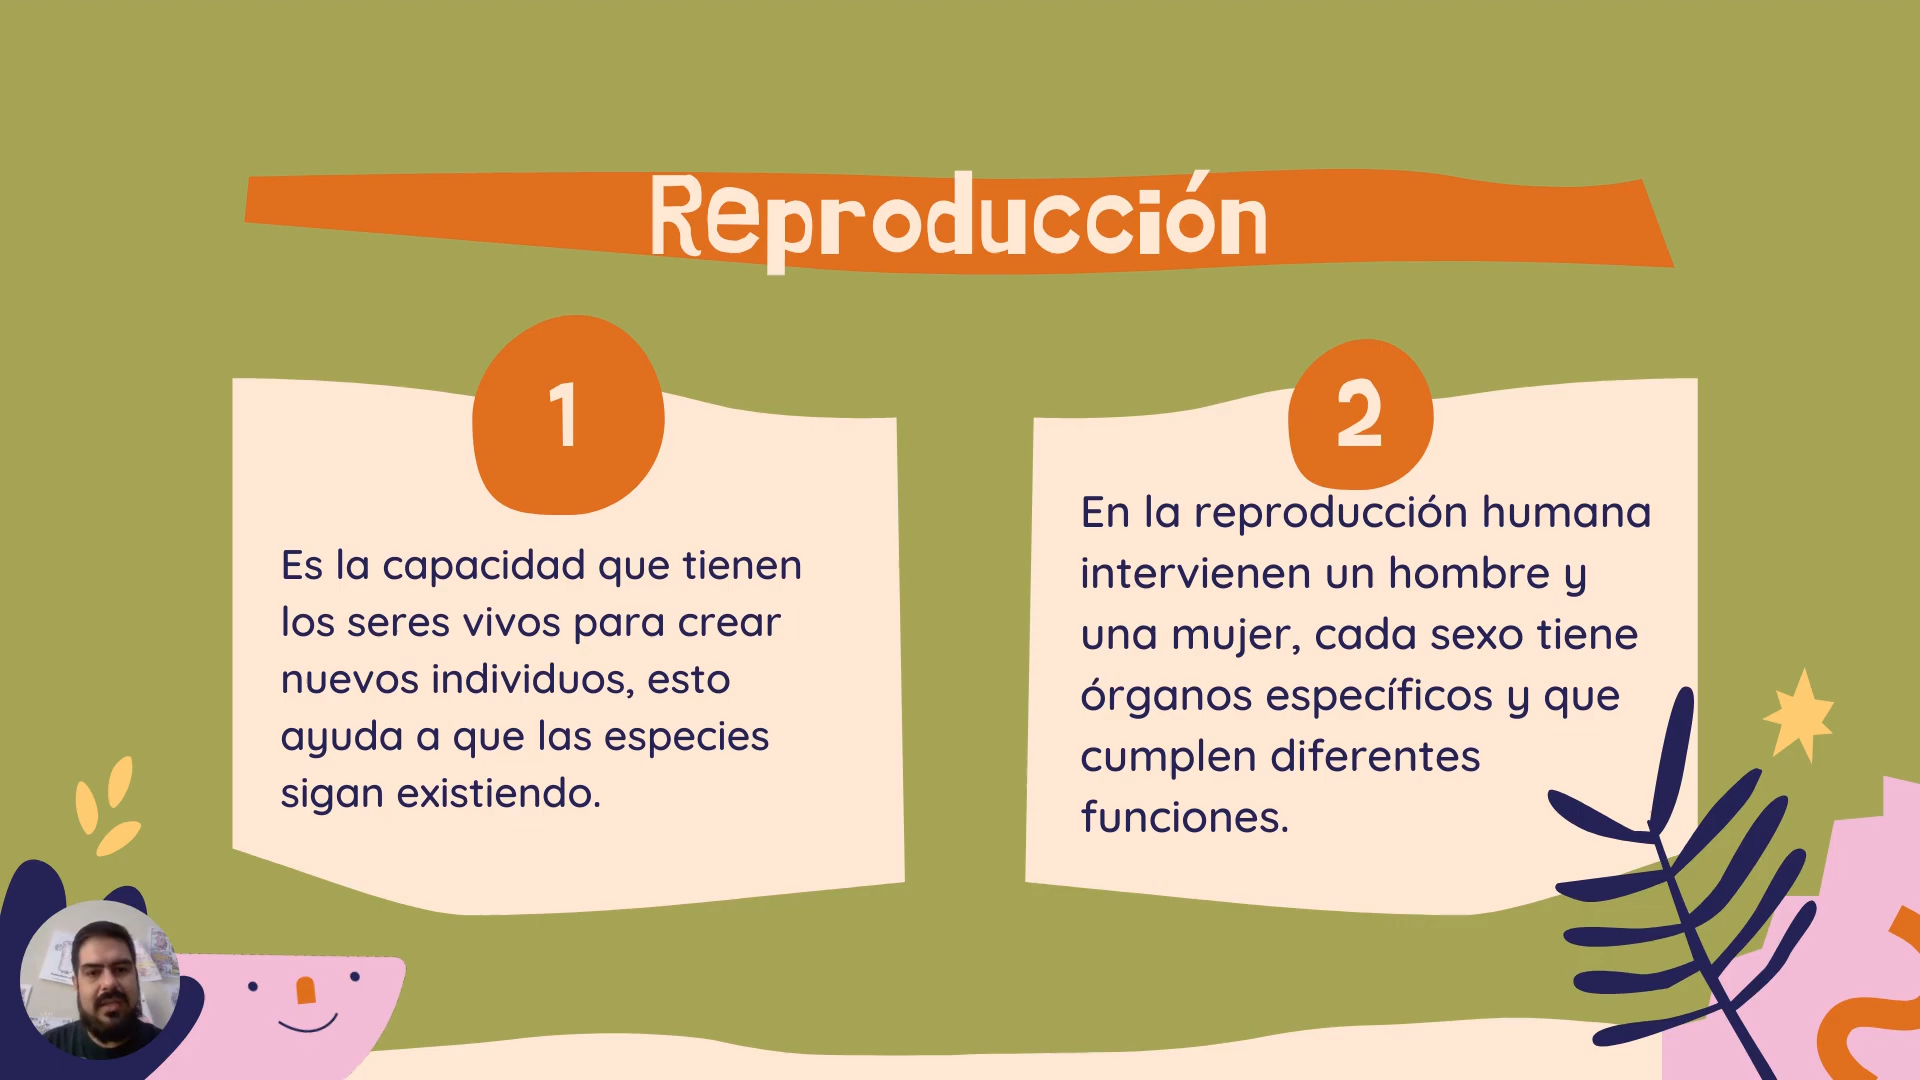 Reproducción
1
Es la capacidad que tienen
los seres vivos para crear
nuevos individuos, esto
ayuda a que las especies
sigan existiendo.
2
En la reproducción humana
intervienen un hombre y
una mujer, cada sexo tiene
órganos específicos y que
cumplen diferentes
funciones.